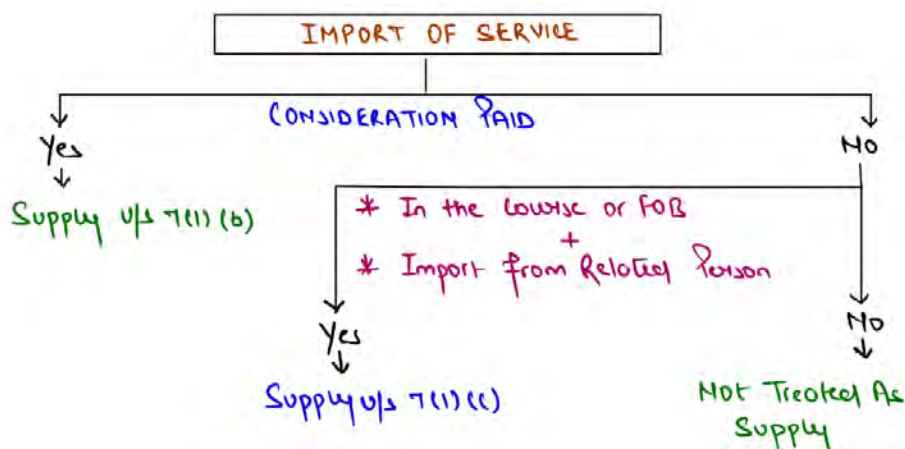 IMPORT OF SERVICE
CONSIDERATION PAID
Yes
No
Supply u/s 7(1)(b)
* In the course or FOB
+
* Import from Related Person
Yes
No
Supply u/s 7(1)(c)
Not Treated As
Supply